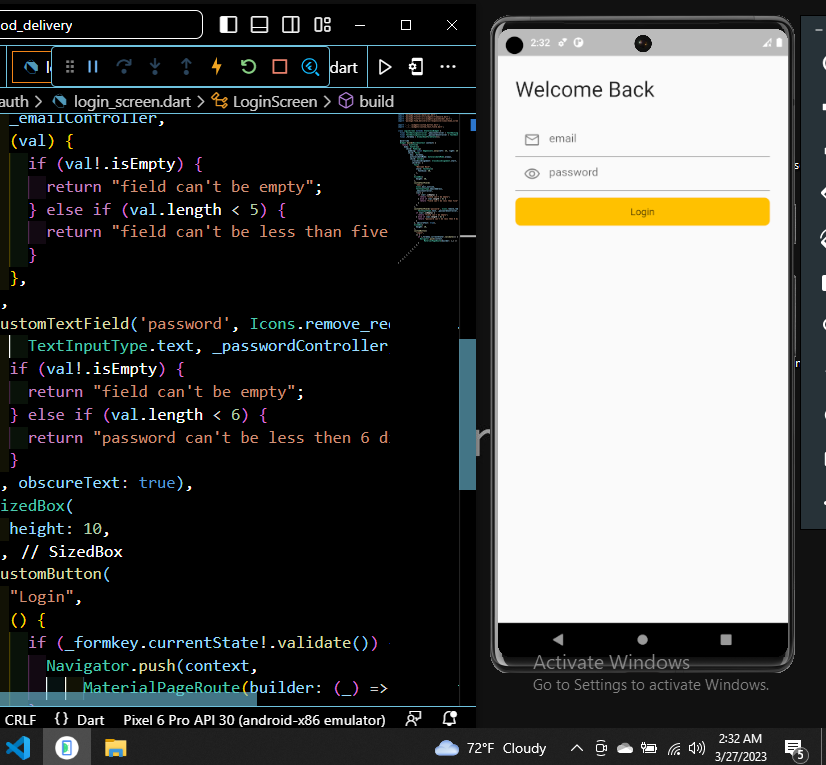 od_delivery
dart
auth > login_screen.dart > LoginScreen > build
_emailController,
(val) {
if (val!.isEmpty) {
return "field can't be empty";
} else if (val.length < 5) {
return "field can't be less than five
}
},
,
ustomTextField('password', Icons.remove_re
TextInputType.text, _passwordController
if (val!.isEmpty) {
return "field can't be empty";
} else if (val.length < 6) {
return "password can't be less then 6 d
}
, obscureText: true),
izedBox(
height: 10,
, // SizedBox
ustomButton(
"Login",
() {
if (_formkey.currentState!.validate())
Navigator.push(context,
MaterialPageRoute(builder: (_) =>
CRLF {} Dart Pixel 6 Pro API 30 (android-x86 emulator)
2:32
Welcome Back
email
password
Login
Activate Windows
Go to Settings to activate Windows.
72°F Cloudy
2:32 AM
3/27/2023
5